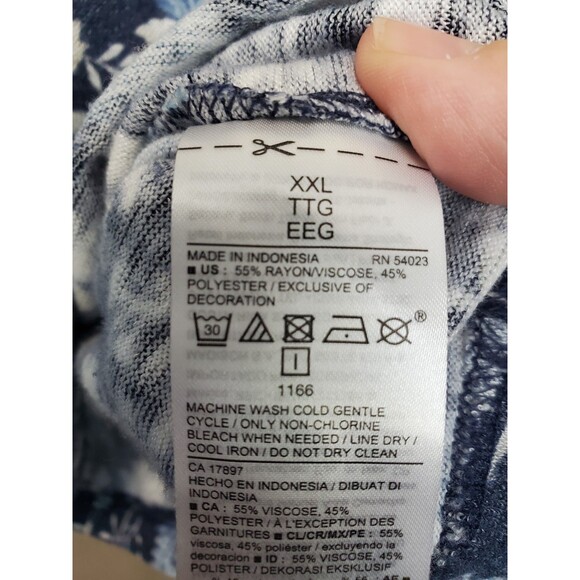 XXL
TTG
EEG
MADE IN INDONESIA RN 54023
■ US : 55% RAYON/VISCOSE, 45%
POLYESTER / EXCLUSIVE OF
DECORATION
30
®
I
1166
MACHINE WASH COLD GENTLE
CYCLE / ONLY NON-CHLORINE
BLEACH WHEN NEEDED / LINE DRY /
COOL IRON / DO NOT DRY CLEAN
CA 17897
HECHO EN INDONESIA / DIBUAT DI
INDONESIA
■ CA : 55% VISCOSE, 45%
POLYESTER / À L'EXCEPTION DES
GARNITURES ■ CL/CR/MX/PE : 55%
viscosa, 45% poliéster / excluyendo la
decoracion ■ ID : 55% VISCOSE, 45%
POLISTER / DEKORASI EKSKLUSIF